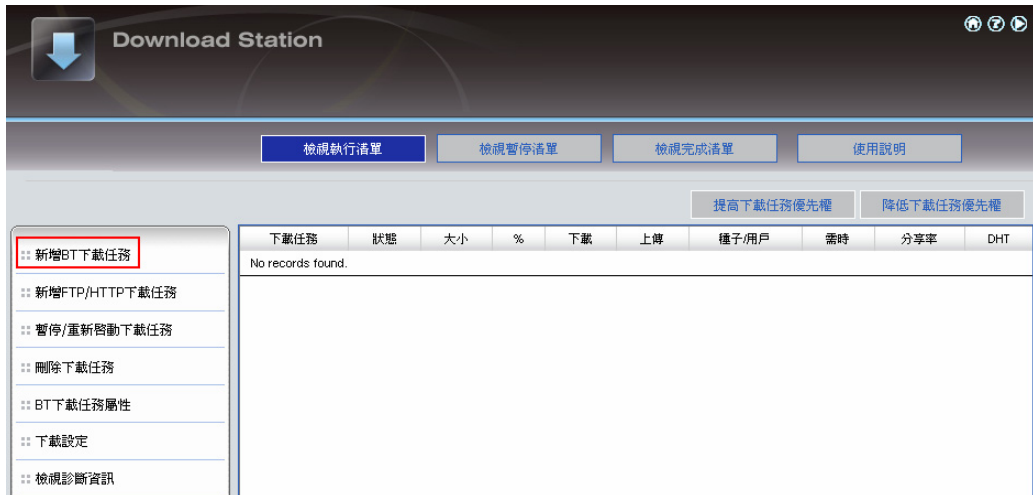 Download Station
檢視執行清單 檢視暫停清單 檢視完成清單 使用說明
提高下載任務優先權 降低下載任務優先權
新增BT下載任務
新增FTP/HTTP下載任務
暫停/重新啓動下載任務
刪除下載任務
BT下載任務屬性
下載設定
檢視診斷資訊
下載任務 狀態 大小 % 下載 上傳 種子/用戶 需時 分享率 DHT
No records found.